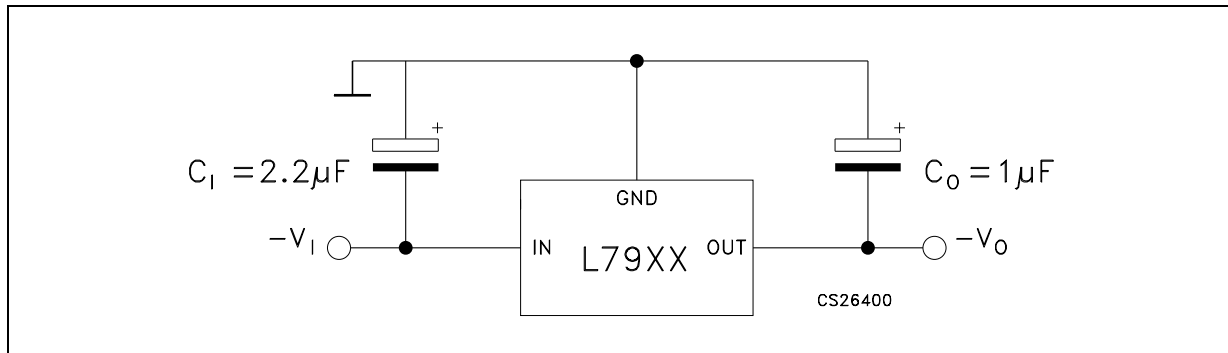 +
+
C_I = 2.2µF
C_O = 1µF
GND
-V_I
IN
L79XX
OUT
-V_O
CS26400